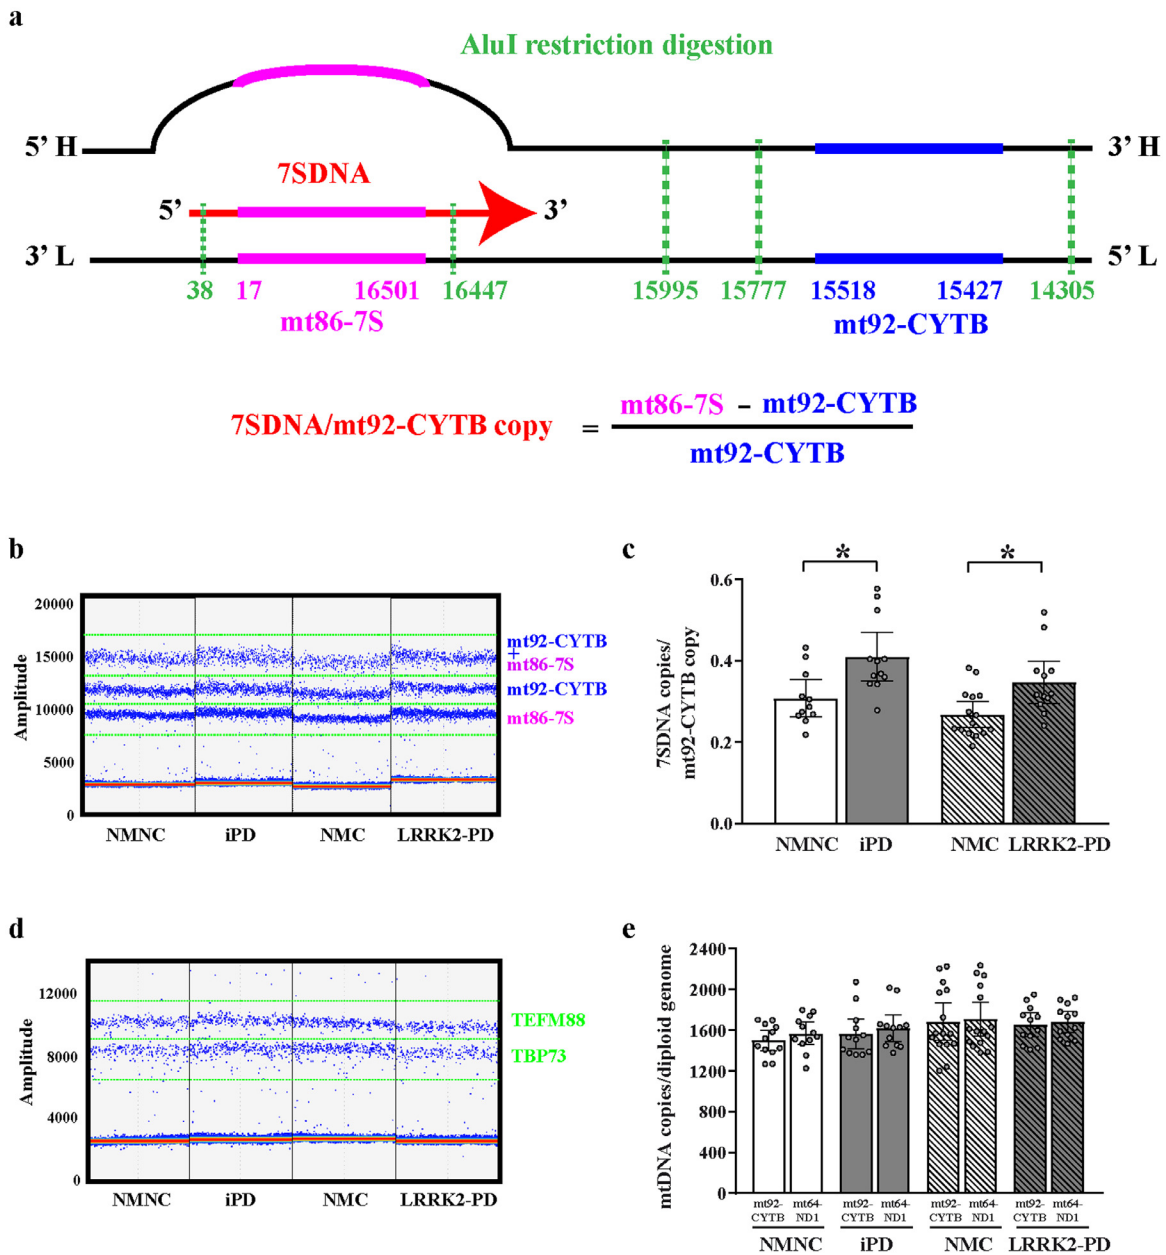 a
AluI restriction digestion
5’ H
3’ H
7SDNA
5’
3’
3’ L
5’ L
38
17
16501
16447
15995
15777
15518
15427
14305
mt86-7S
mt92-CYTB
7SDNA/mt92-CYTB copy = mt86-7S – mt92-CYTB
mt92-CYTB
b
20000
15000
10000
5000
0
Amplitude
mt92-CYTB
+
mt86-7S
mt92-CYTB
mt86-7S
NMNC iPD NMC LRRK2-PD
c
0.6
0.4
0.2
0.0
7SDNA copies/
mt92-CYTB copy
*
*
NMNC iPD NMC LRRK2-PD
d
12000
8000
4000
0
Amplitude
TEFM88
TBP73
NMNC iPD NMC LRRK2-PD
e
2400
2000
1600
1200
800
400
0
mtDNA copies/diploid genome
mt92- mt64- mt92- mt64- mt92- mt64- mt92- mt64-
CYTB ND1 CYTB ND1 CYTB ND1 CYTB ND1
NMNC iPD NMC LRRK2-PD